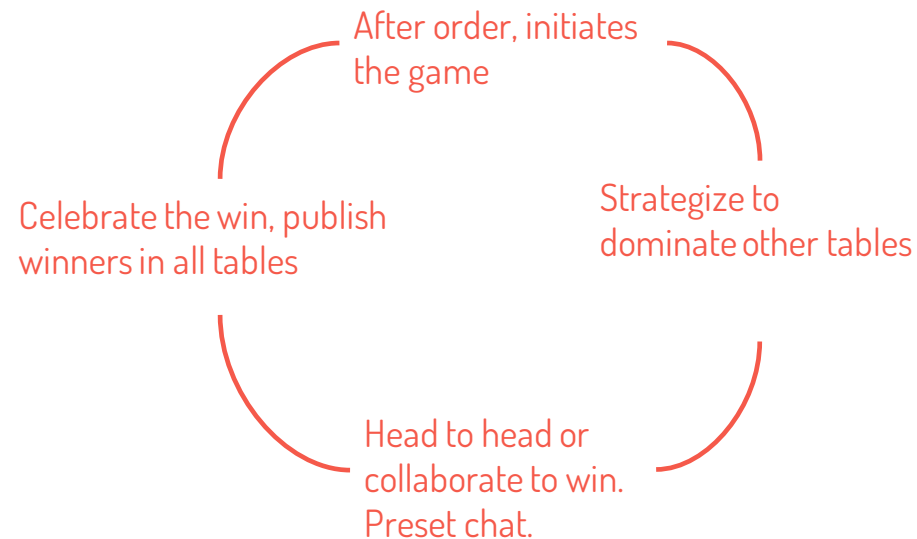 After order, initiates
the game
Strategize to
dominate other tables
Head to head or
collaborate to win.
Preset chat.
Celebrate the win, publish
winners in all tables